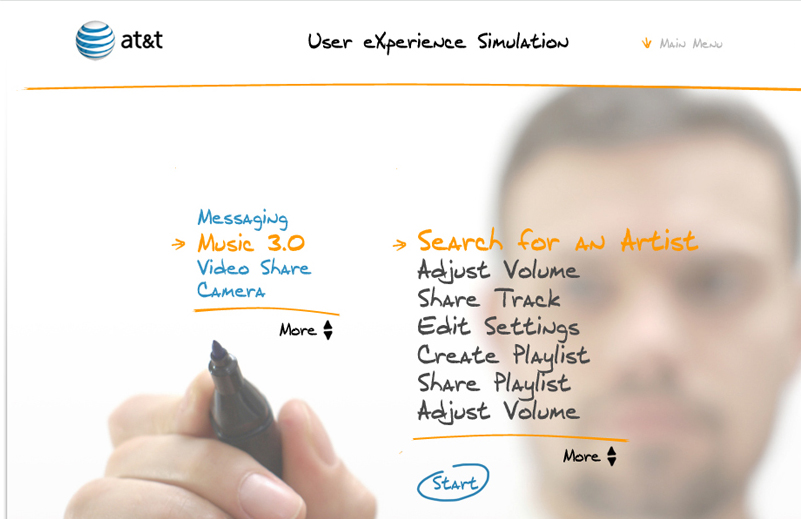 at&t
User eXperience Simulation
Main Menu
Messaging
Music 3.0
Video Share
Camera
More
Search for an Artist
Adjust Volume
Share Track
Edit Settings
Create Playlist
Share Playlist
Adjust Volume
More
Start